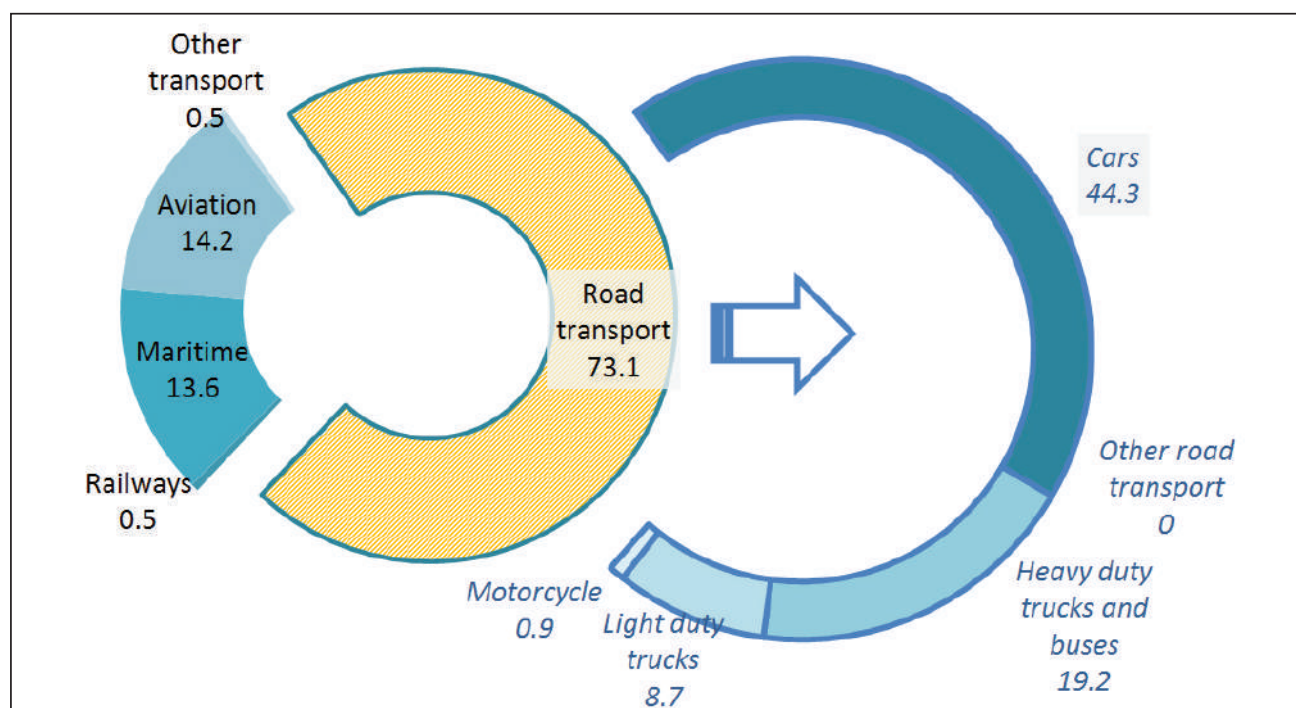 Other
transport
0.5
Aviation
14.2
Maritime
13.6
Railways
0.5
Road
transport
73.1
Cars
44.3
Other road
transport
0
Heavy duty
trucks and
buses
19.2
Light duty
trucks
8.7
Motorcycle
0.9